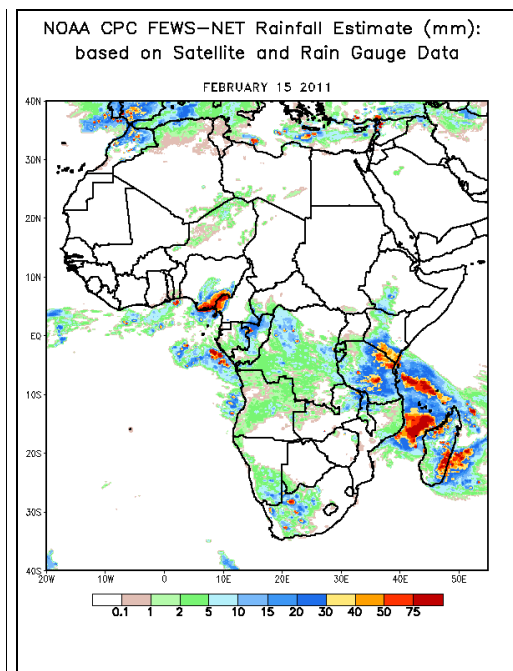 NOAA CPC FEWS-NET Rainfall Estimate (mm):
based on Satellite and Rain Gauge Data
FEBRUARY 15 2011
40N
30N
20N
10N
EQ
10S
20S
30S
40S
20W 10W 0 10E 20E 30E 40E 50E
0.1 1 2 5 10 15 20 30 40 50 75